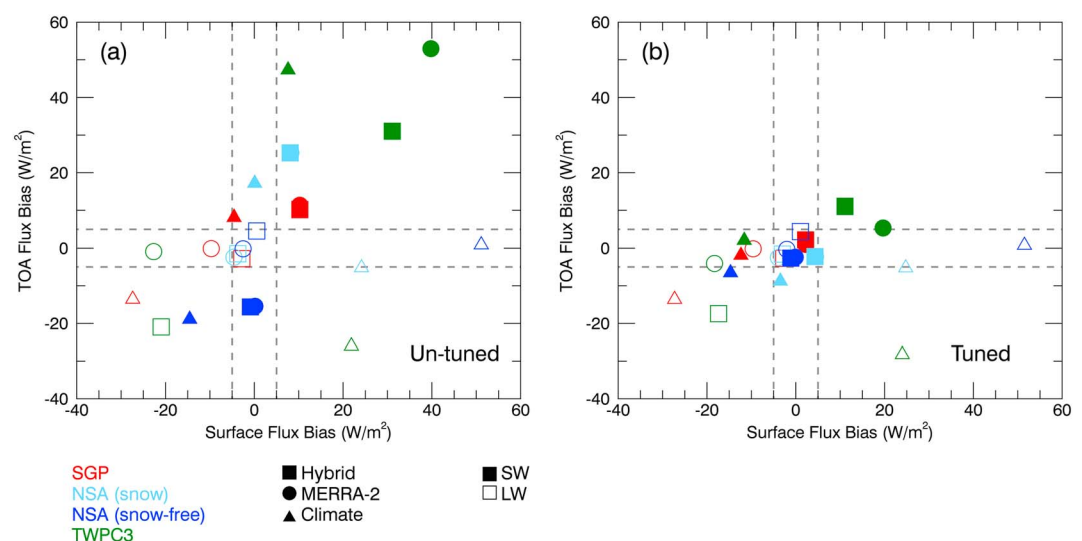 (a)
60
40
20
0
-20
-40
TOA Flux Bias (W/m²)
Un-tuned
-40 -20 0 20 40 60
Surface Flux Bias (W/m²)
(b)
60
40
20
0
-20
-40
TOA Flux Bias (W/m²)
Tuned
-40 -20 0 20 40 60
Surface Flux Bias (W/m²)
SGP
NSA (snow)
NSA (snow-free)
TWPC3
Hybrid
MERRA-2
Climate
SW
LW